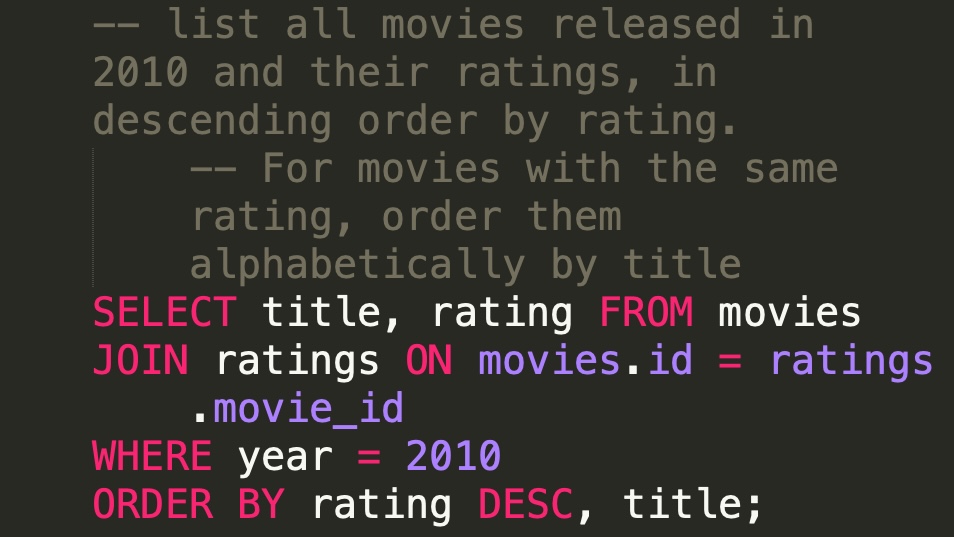 -- list all movies released in
2010 and their ratings, in
descending order by rating.
-- For movies with the same
rating, order them
alphabetically by title
SELECT title, rating FROM movies
JOIN ratings ON movies.id = ratings
.movie_id
WHERE year = 2010
ORDER BY rating DESC, title;